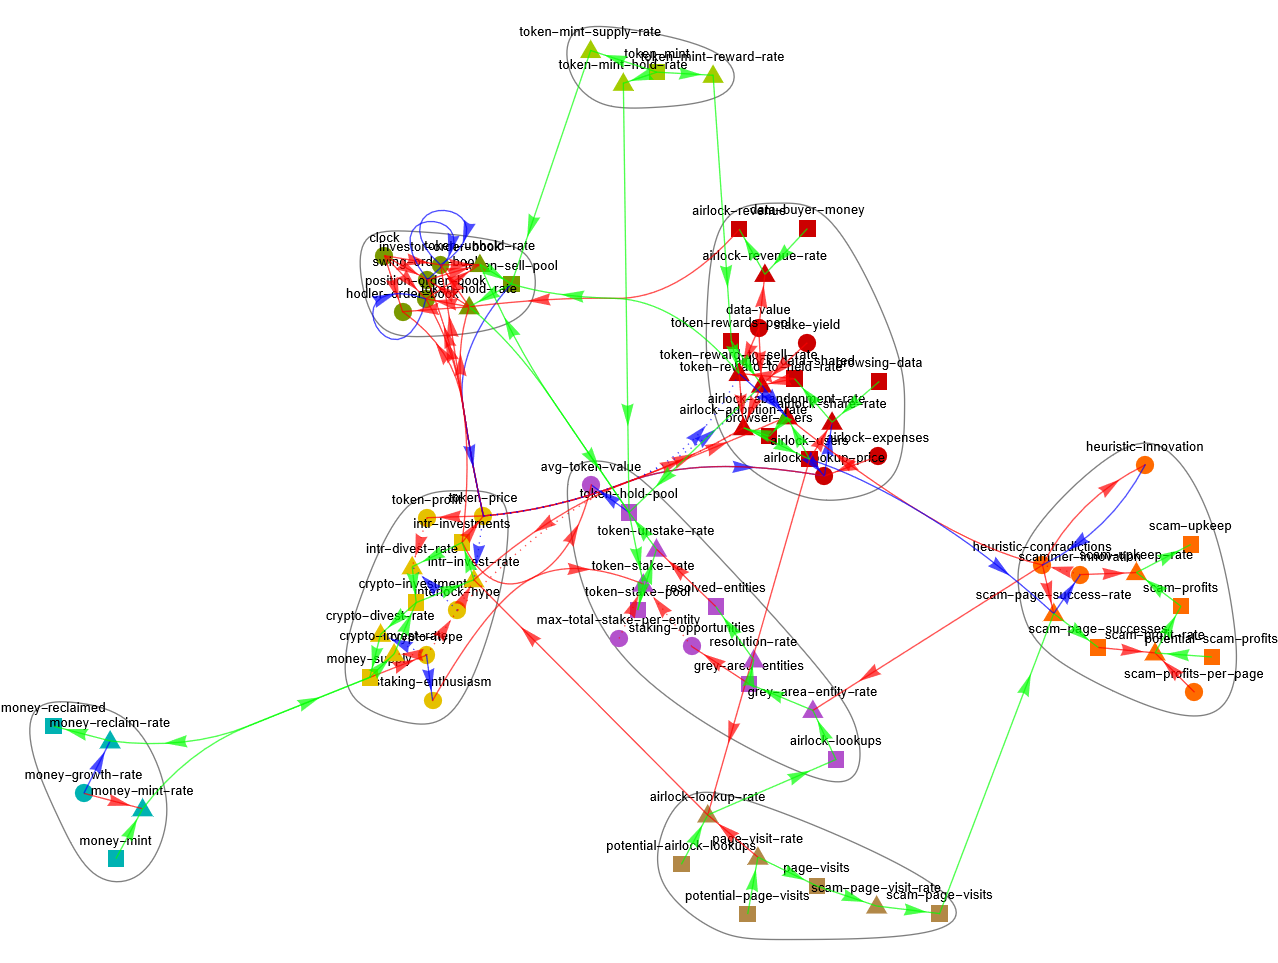 token-mint-supply-rate
token-mint
token-mint-reward-rate
token-mint-hold-rate
airlock-revenue
data-buyer-money
clock
token-unhold-rate
investor-order-book
airlock-revenue-rate
swing-order-book
token-sell-pool
position-order-book
token-hold-rate
hodler-order-book
data-value
token-rewards-pool
stake-yield
token-reward-to-sell-rate
airlock-data-shared
browsing-data
token-reward-to-held-rate
airlock-abandonment-rate
airlock-share-rate
airlock-adoption-rate
browser-users
airlock-users
airlock-expenses
airlock-lookup-price
heuristic-innovation
avg-token-value
token-hold-pool
token-profit
token-price
intr-investments
token-unstake-rate
scam-upkeep
intr-divest-rate
intr-invest-rate
heuristic-contradictions
scammer-innovation
scam-upkeep-rate
token-stake-rate
crypto-investments
interlock-hype
token-stake-pool
resolved-entities
scam-page-success-rate
scam-profits
crypto-divest-rate
max-total-stake-per-entity
staking-opportunities
scam-page-successes
scam-profit-rate
potential-scam-profits
crypto-invest-rate
crypto-hype
resolution-rate
money-supply
grey-area-entities
scam-profits-per-page
staking-enthusiasm
grey-area-entity-rate
money-reclaimed
money-reclaim-rate
airlock-lookups
money-growth-rate
money-mint-rate
airlock-lookup-rate
money-mint
page-visit-rate
potential-airlock-lookups
page-visits
scam-page-visit-rate
potential-page-visits
scam-page-visits